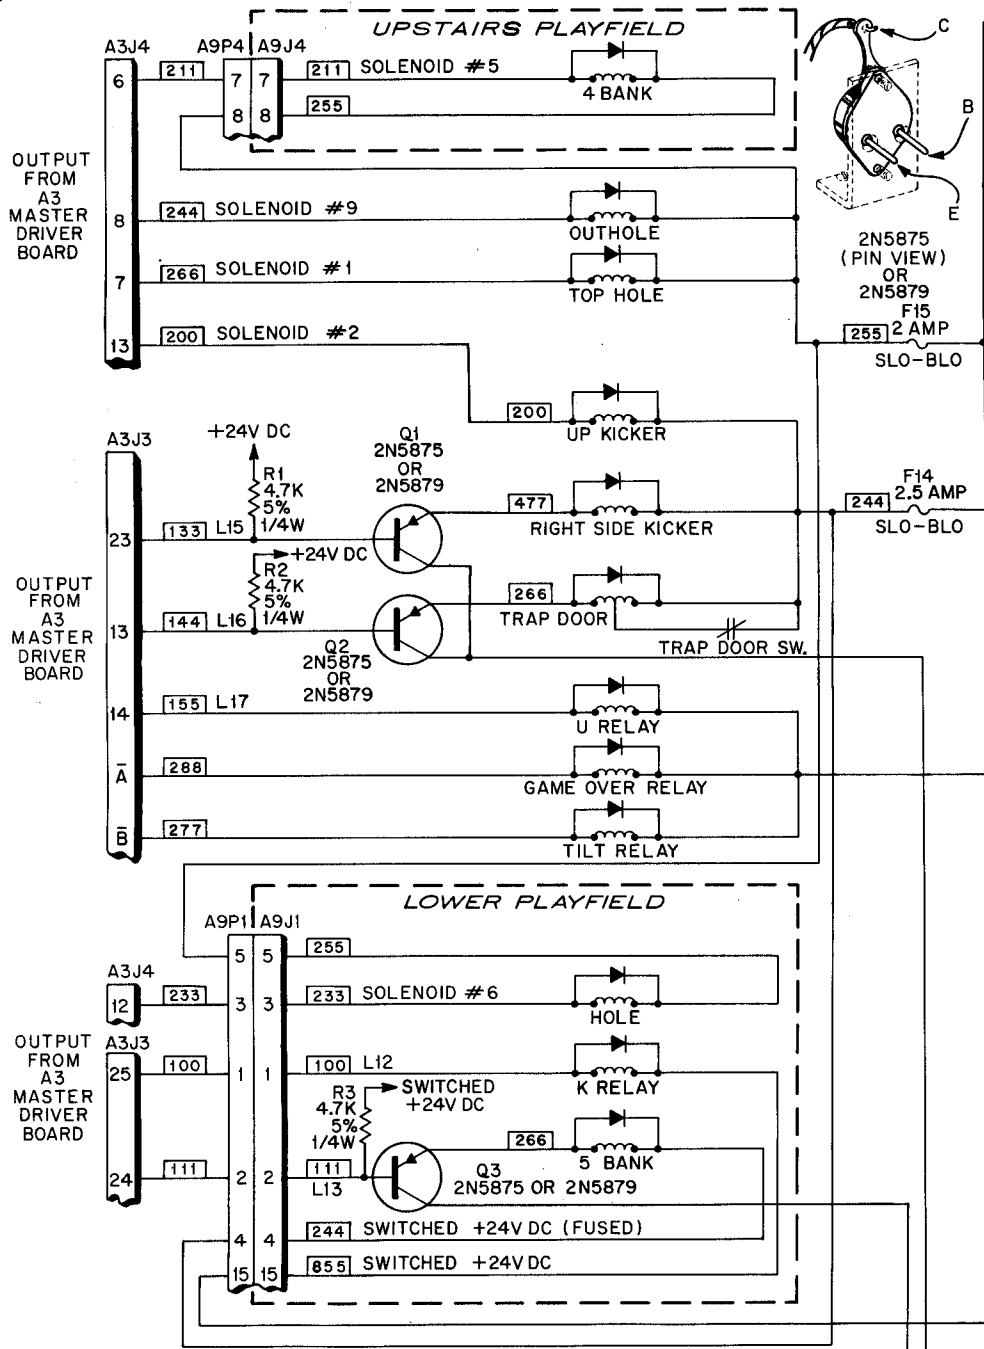 UPSTAIRS PLAYFIELD
A3J4
A9P4 A9J4
6
211
7 7
211 SOLENOID #5
4 BANK
8 8
255
OUTPUT
FROM
A3
MASTER
DRIVER
BOARD
8
244 SOLENOID #9
OUTHOLE
7
266 SOLENOID #1
TOP HOLE
13
200 SOLENOID #2
C
B
E
2N5875
(PIN VIEW)
OR
2N5879
F15
255 2 AMP
SLO-BLO
200
UP KICKER
A3J3
+24V DC
R1
4.7K
5%
1/4W
Q1
2N5875
OR
2N5879
477
RIGHT SIDE KICKER
F14
244 2.5 AMP
SLO-BLO
23
133 L15
+24V DC
R2
4.7K
5%
1/4W
OUTPUT
FROM
A3
MASTER
DRIVER
BOARD
13
144 L16
Q2
2N5875
OR
2N5879
266
TRAP DOOR
TRAP DOOR SW.
14
155 L17
U RELAY
A̅
288
GAME OVER RELAY
B̅
277
TILT RELAY
LOWER PLAYFIELD
A9P1 A9J1
5 5
255
A3J4
12
233
3 3
233 SOLENOID #6
HOLE
OUTPUT
FROM
A3
MASTER
DRIVER
BOARD
A3J3
25
100
1 1
100 L12
K RELAY
R3
4.7K
5%
1/4W
SWITCHED
+24V DC
266
5 BANK
24
111
2 2
111
L13
Q3
2N5875 OR 2N5879
4 4
244 SWITCHED +24V DC (FUSED)
15 15
855 SWITCHED +24V DC